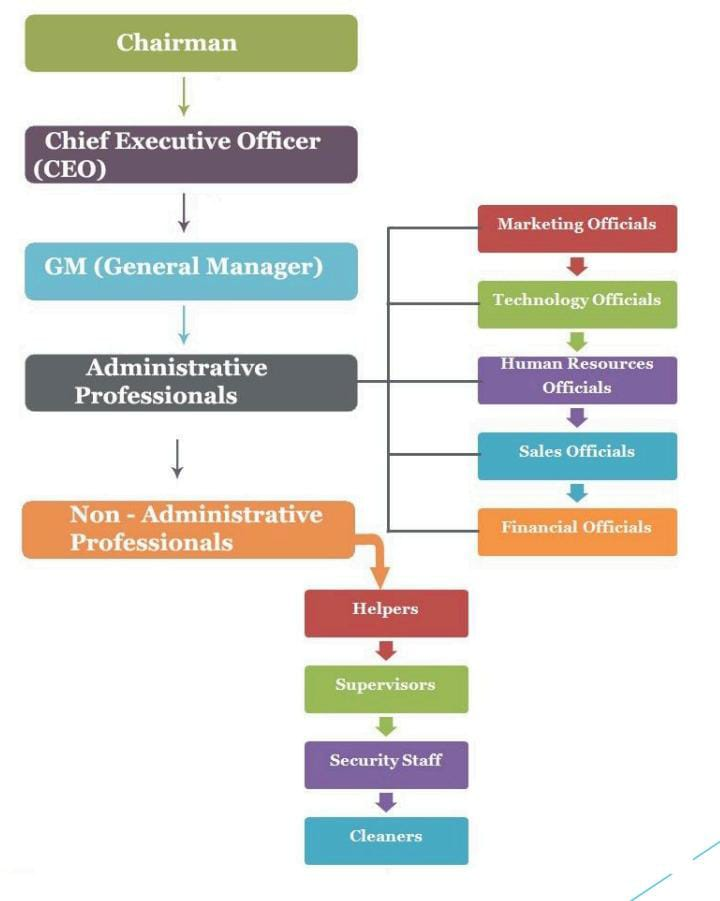 Chairman
Chief Executive Officer
(CEO)
GM (General Manager)
Administrative
Professionals
Non - Administrative
Professionals
Marketing Officials
Technology Officials
Human Resources
Officials
Sales Officials
Financial Officials
Helpers
Supervisors
Security Staff
Cleaners